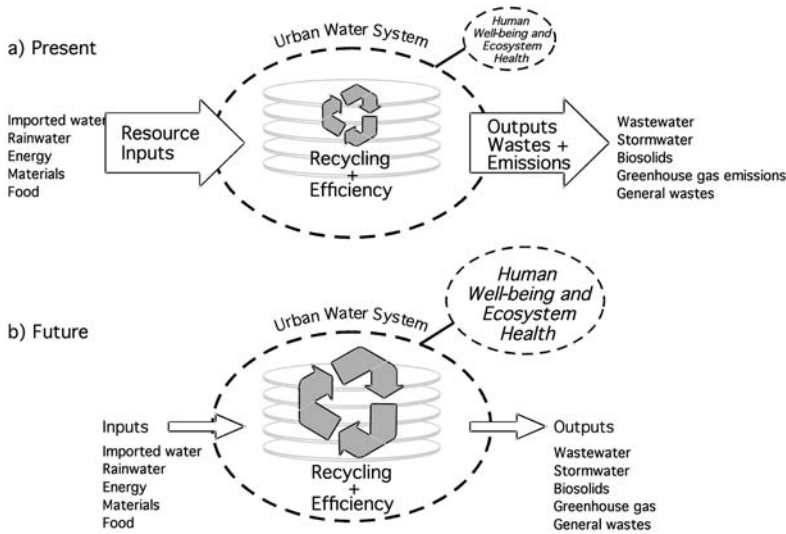 a) Present
Urban Water System
Human
Well-being and
Ecosystem
Health
Imported water
Rainwater
Energy
Materials
Food
Resource
Inputs
Recycling
+
Efficiency
Outputs
Wastes +
Emissions
Wastewater
Stormwater
Biosolids
Greenhouse gas emissions
General wastes
b) Future
Urban Water System
Human
Well-being and
Ecosystem
Health
Inputs
Imported water
Rainwater
Energy
Materials
Food
Recycling
+
Efficiency
Outputs
Wastewater
Stormwater
Biosolids
Greenhouse gas
General wastes